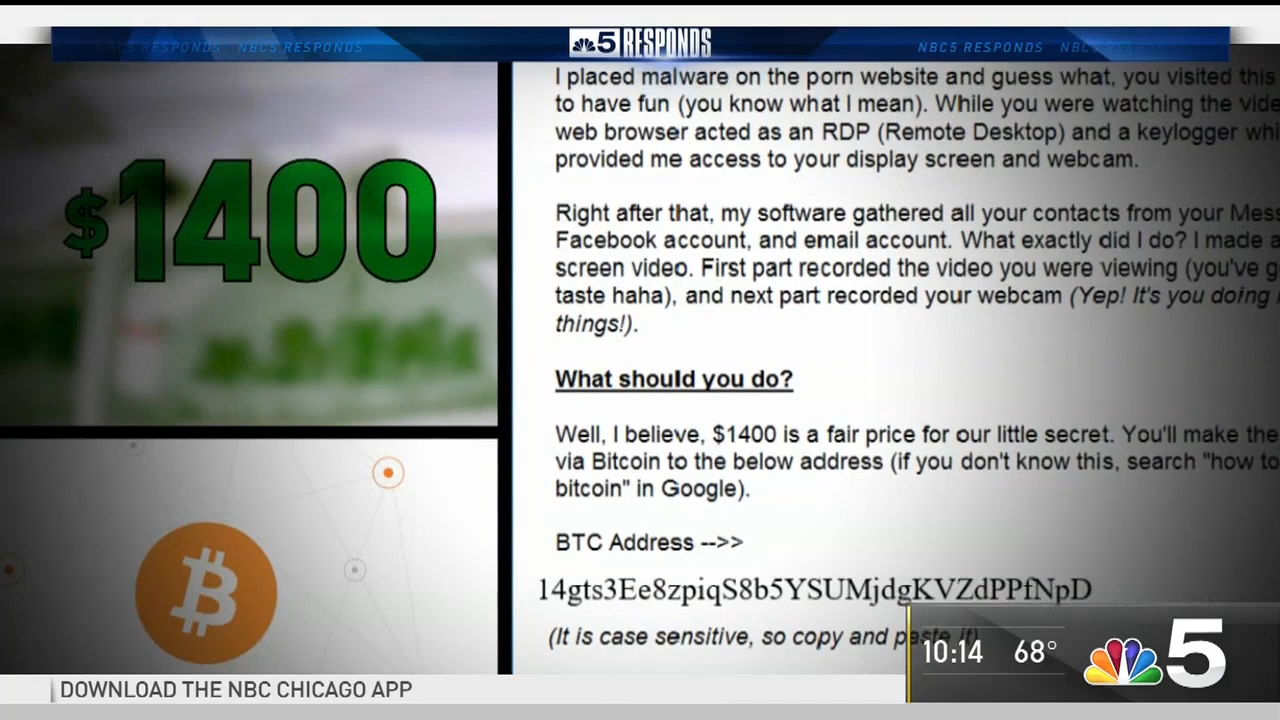 NBC5 RESPONDS
5 RESPONDS
NBC5 RESPONDS
$1400
I placed malware on the porn website and guess what, you visited this
to have fun (you know what I mean). While you were watching the
web browser acted as an RDP (Remote Desktop) and a keylogger
provided me access to your display screen and webcam.
Right after that, my software gathered all your contacts from your
Facebook account, and email account. What exactly did I do? I made
screen video. First part recorded the video you were viewing (you've
taste haha), and next part recorded your webcam (Yep! It's you doing
things!).
What should you do?
Well, I believe, $1400 is a fair price for our little secret. You'll make the
via Bitcoin to the below address (if you don't know this, search "how to
bitcoin" in Google).
BTC Address -->>
14gts3Ee8zpiqS8b5YSUMjdgKVZdPPfNpD
(It is case sensitive, so copy and paste it)
10:14 68°
5
DOWNLOAD THE NBC CHICAGO APP